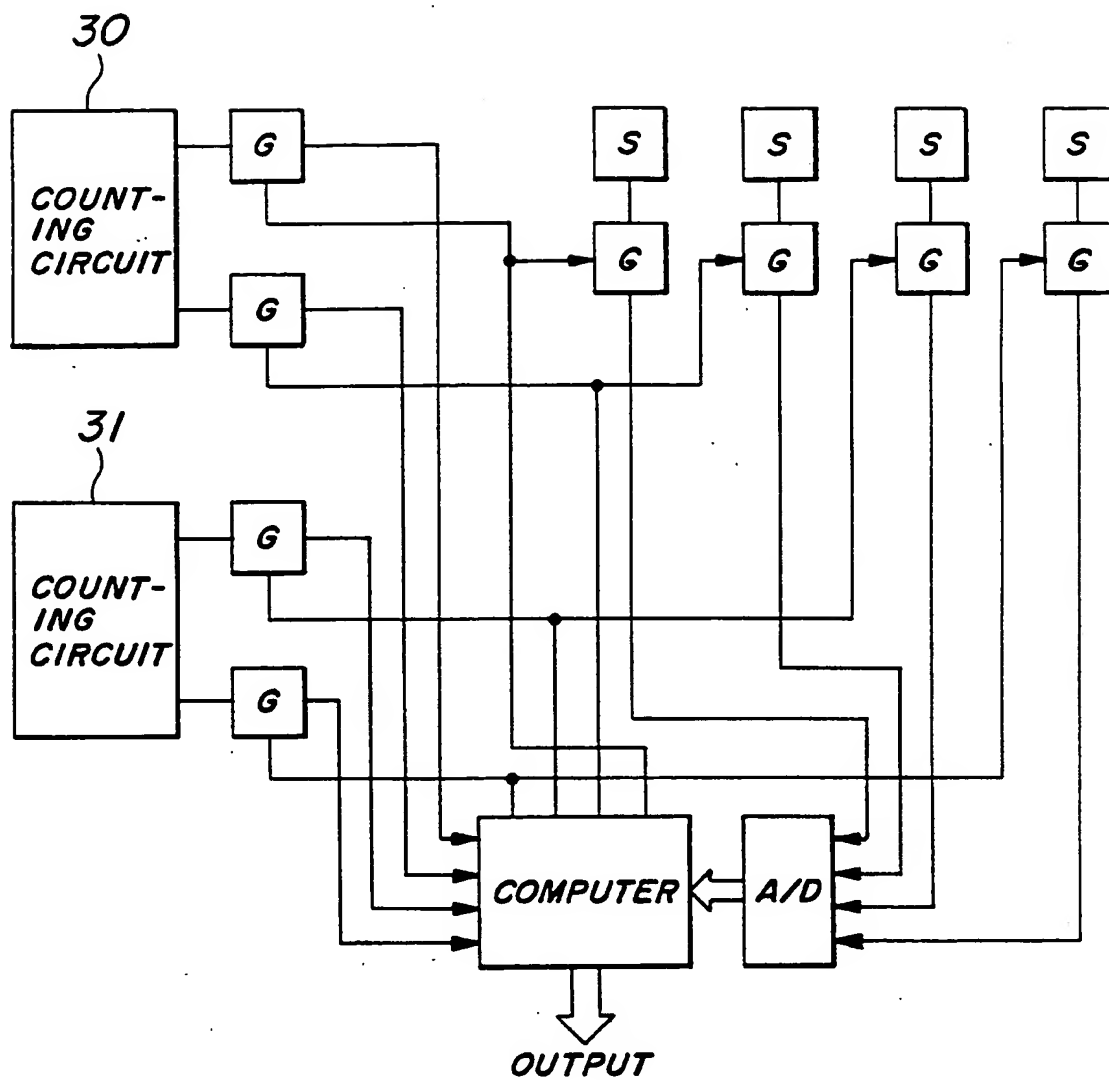 30
COUNT-
ING
CIRCUIT
G
G
S
S
S
S
G
G
G
G
31
COUNT-
ING
CIRCUIT
G
G
COMPUTER
A/D
OUTPUT